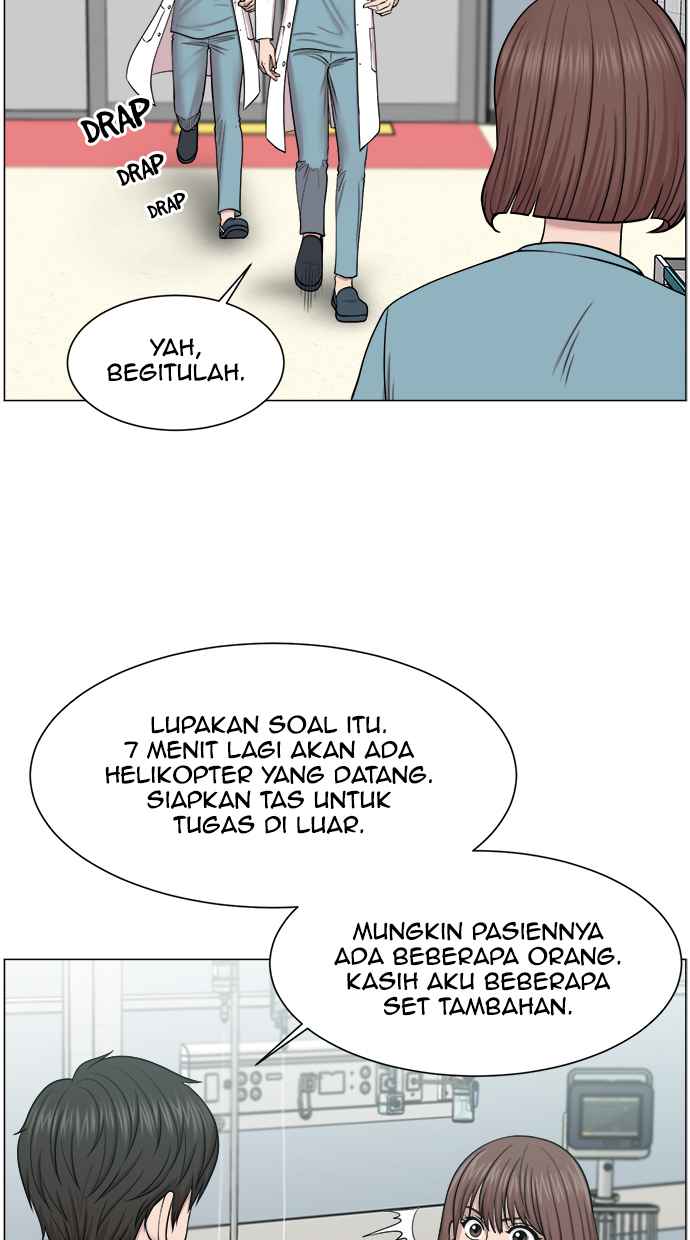 DRAP
DRAP
DRAP
YAH,
BEGITULAH.
LUPAKAN SOAL ITU.
7 MENIT LAGI AKAN ADA
HELIKOPTER YANG DATANG.
SIAPKAN TAS UNTUK
TUGAS DI LUAR.
MUNGKIN PASIENNYA
ADA BEBERAPA ORANG.
KASIH AKU BEBERAPA
SET TAMBAHAN.